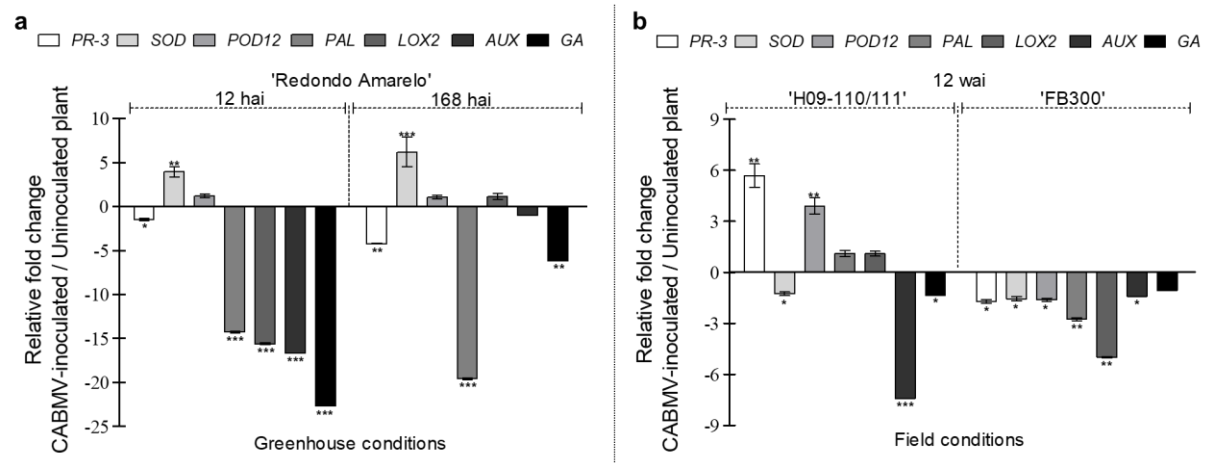 a
PR-3 SOD POD12 PAL LOX2 AUX GA
'Redondo Amarelo'
12 hai 168 hai
Relative fold change
CABMV-inoculated / Uninoculated plant
10
5
0
-5
-10
-15
-20
-25
* ** *** *** *** *** ** *** *** **
Greenhouse conditions
b
PR-3 SOD POD12 PAL LOX2 AUX GA
12 wai
'H09-110/111' 'FB300'
Relative fold change
CABMV-inoculated / Uninoculated plant
9
6
3
0
-3
-6
-9
** * ** *** * * * * ** ** *
Field conditions